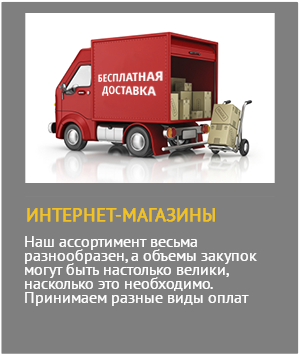 БЕСПЛАТНАЯ
ДОСТАВКА
ИНТЕРНЕТ-МАГАЗИНЫ
Наш ассортимент весьма
разнообразен, а объемы закупок
могут быть настолько велики,
насколько это необходимо.
Принимаем разные виды оплат